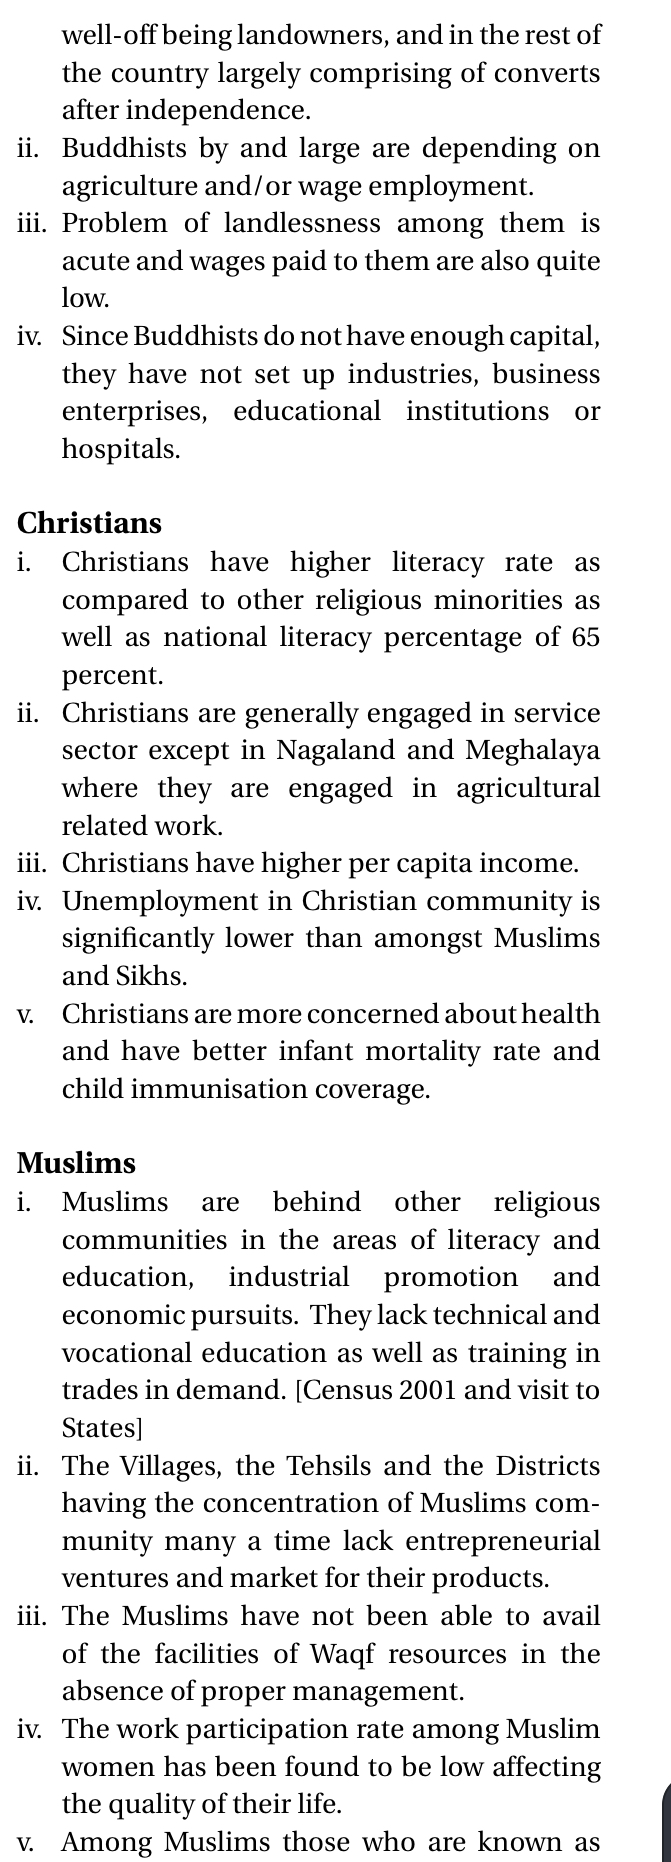 well-off being landowners, and in the rest of
the country largely comprising of converts
after independence.
ii. Buddhists by and large are depending on
agriculture and/or wage employment.
iii. Problem of landlessness among them is
acute and wages paid to them are also quite
low.
iv. Since Buddhists do not have enough capital,
they have not set up industries, business
enterprises, educational institutions or
hospitals.
Christians
i. Christians have higher literacy rate as
compared to other religious minorities as
well as national literacy percentage of 65
percent.
ii. Christians are generally engaged in service
sector except in Nagaland and Meghalaya
where they are engaged in agricultural
related work.
iii. Christians have higher per capita income.
iv. Unemployment in Christian community is
significantly lower than amongst Muslims
and Sikhs.
v. Christians are more concerned about health
and have better infant mortality rate and
child immunisation coverage.
Muslims
i. Muslims are behind other religious
communities in the areas of literacy and
education, industrial promotion and
economic pursuits. They lack technical and
vocational education as well as training in
trades in demand. [Census 2001 and visit to
States]
ii. The Villages, the Tehsils and the Districts
having the concentration of Muslims com-
munity many a time lack entrepreneurial
ventures and market for their products.
iii. The Muslims have not been able to avail
of the facilities of Waqf resources in the
absence of proper management.
iv. The work participation rate among Muslim
women has been found to be low affecting
the quality of their life.
v. Among Muslims those who are known as